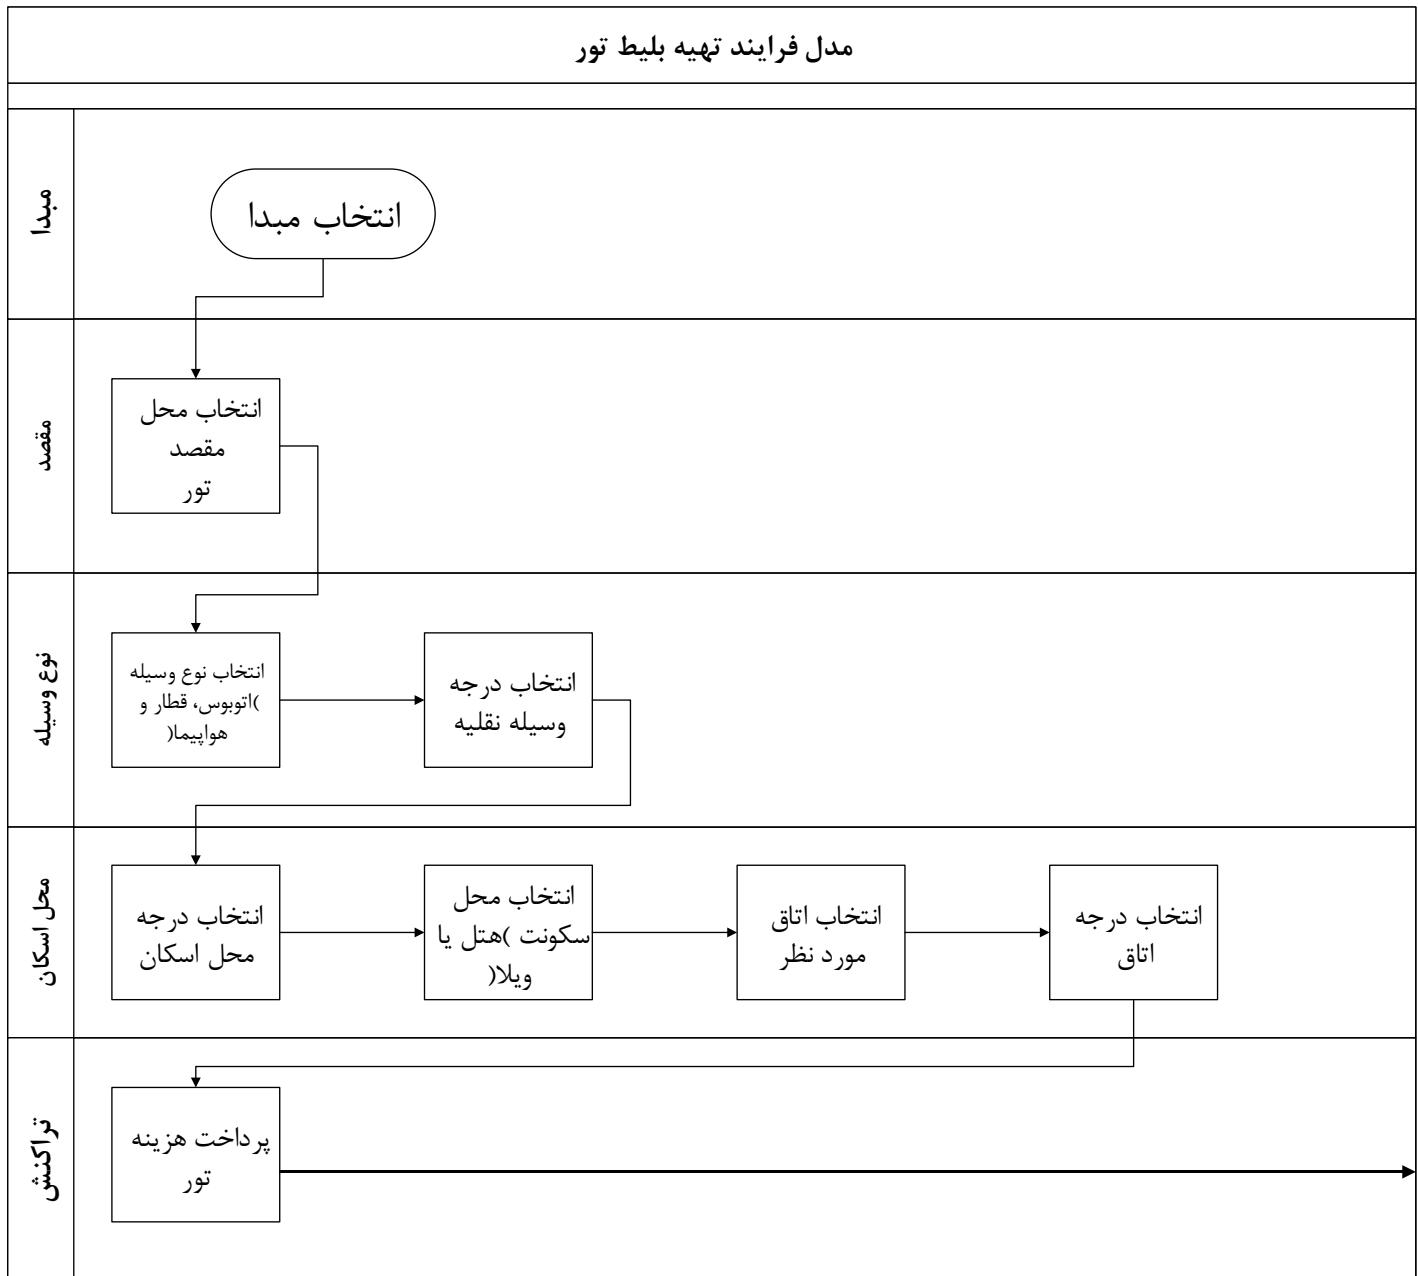 مدل فرایند تهیه بلیط تور
مبدا
انتخاب مبدا
مقصد
انتخاب محل
مقصد
تور
نوع وسیله
انتخاب نوع وسیله
)اتوبوس، قطار و
هواپیما(
انتخاب درجه
وسیله نقلیه
محل اسکان
انتخاب درجه
محل اسکان
انتخاب محل
سکونت )هتل یا
ویلا(
انتخاب اتاق
مورد نظر
انتخاب درجه
اتاق
تراکنش
پرداخت هزینه
تور